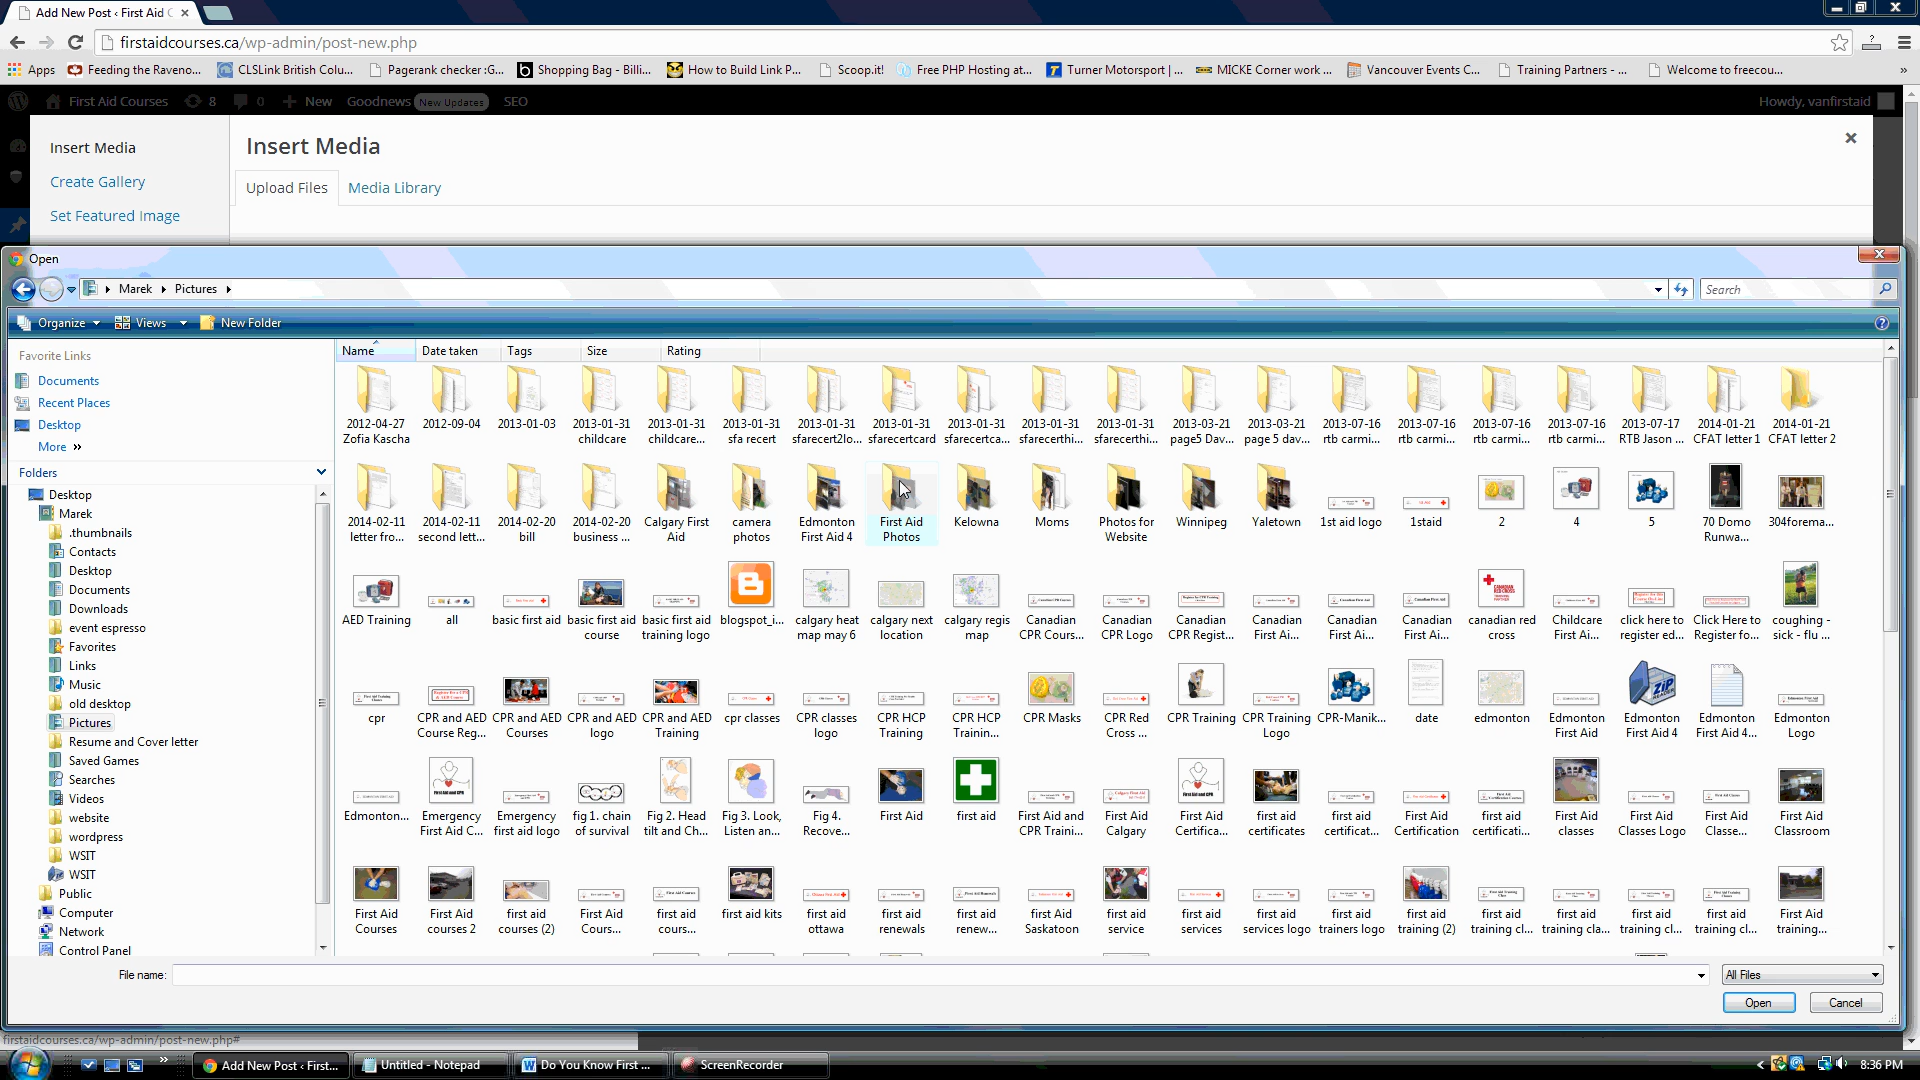 Add New Post ‹ First Aid C
firstaidcourses.ca/wp-admin/post-new.php
Apps Feeding the Raveno... CLSLink British Colu... Pagerank checker :G... Shopping Bag - Billi... How to Build Link P... Scoop.it! Free PHP Hosting at... Turner Motorsport | ... MICKE Corner work ... Vancouver Events C... Training Partners - ... Welcome to freecou... »
First Aid Courses 8 0 New Goodnews New Updates SEO Howdy, vanfirstaid
Insert Media
Create Gallery
Set Featured Image
Insert Media
Upload Files Media Library
Open
Marek Pictures Search
Organize Views New Folder
Favorite Links
Documents
Recent Places
Desktop
More »
Folders
Desktop
Marek
.thumbnails
Contacts
Desktop
Documents
Downloads
event espresso
Favorites
Links
Music
old desktop
Pictures
Resume and Cover letter
Saved Games
Searches
Videos
website
wordpress
WSIT
WSIT
Public
Computer
Network
Control Panel
Name Date taken Tags Size Rating
2012-04-27 2012-09-04 2013-01-03 2013-01-31 2013-01-31 2013-01-31 2013-01-31 2013-01-31 2013-01-31 2013-01-31 2013-01-31 2013-03-21 2013-03-21 2013-07-16 2013-07-16 2013-07-16 2013-07-16 2013-07-17 2014-01-21 2014-01-21
Zofia Kascha childcare childcare... sfa recert sfarecert2lo... sfarecertcard sfarecertca... sfarecerthi... sfarecerthi... page5 Dav... page 5 dav... rtb carmi... rtb carmi... rtb carmi... rtb carmi... RTB Jason ... CFAT letter 1 CFAT letter 2
2014-02-11 2014-02-11 2014-02-20 2014-02-20 Calgary First camera Edmonton First Aid Kelowna Moms Photos for Winnipeg Yaletown 1st aid logo 1staid 2 4 5 70 Domo 304forema...
letter fro... second lett... bill business ... Aid photos First Aid 4 Photos Website Runwa...
AED Training all basic first aid basic first aid basic first aid blogspot_i... calgary heat calgary next calgary regis Canadian Canadian Canadian Canadian Canadian Canadian canadian red Childcare click here to Click Here to coughing -
course training logo map may 6 location map CPR Cours... CPR Logo CPR Regist... First Ai... First Ai... First Ai... cross First Ai... register ed... Register fo... sick - flu ...
cpr CPR and AED CPR and AED CPR and AED CPR and AED cpr classes CPR classes CPR HCP CPR HCP CPR Masks CPR Red CPR Training CPR Training CPR-Manik... date edmonton Edmonton Edmonton Edmonton Edmonton
Course Reg... Courses logo Training logo Training Trainin... Cross ... Logo First Aid First Aid 4 First Aid 4... Logo
Edmonton... Emergency Emergency fig 1. chain Fig 2. Head Fig 3. Look, Fig 4. First Aid first aid First Aid and First Aid First Aid first aid first aid First Aid first aid First Aid First Aid First Aid First Aid
First Aid C... first aid logo of survival tilt and Ch... Listen an... Recove... CPR Traini... Calgary Certifica... certificates certificat... Certification certificati... classes Classes Logo Classe... Classroom
First Aid First Aid first aid First Aid first aid first aid kits first aid first aid first aid First Aid first aid first aid first aid first aid first aid first aid first aid first aid first aid First Aid
Courses courses 2 courses (2) Cours... cours... ottawa renewals renew... Saskatoon service services services logo trainers logo training (2) training cl... training cla... training cl... training cl... training...
File name: All Files
Open Cancel
firstaidcourses.ca/wp-admin/post-new.php#
Add New Post ‹ First... Untitled - Notepad Do You Know First ... ScreenRecorder 8:36 PM